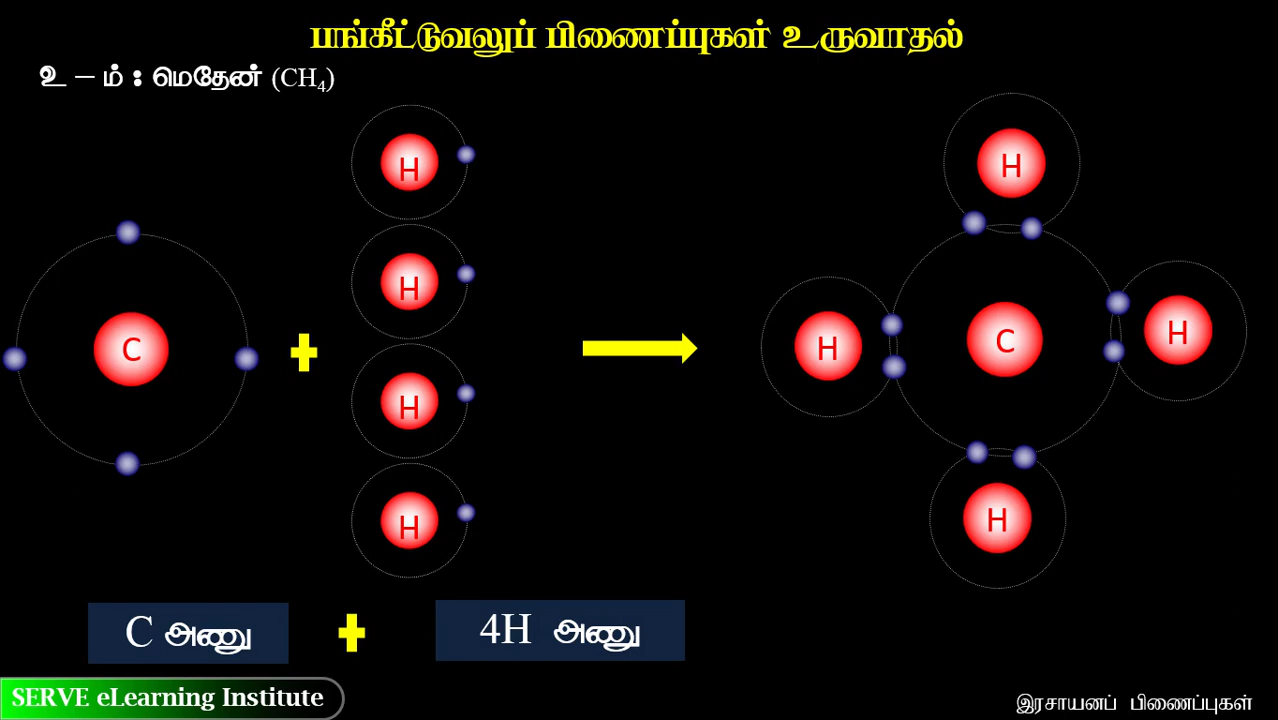 பங்கீட்டுவலுப் பிணைப்புகள் உருவாதல்
உ – ம் : மெதேன் (CH₄)
H
H
C
H
H
H
H
C
H
H
C அணு
4H அணு
SERVE eLearning Institute
இரசாயனப் பிணைப்புகள்